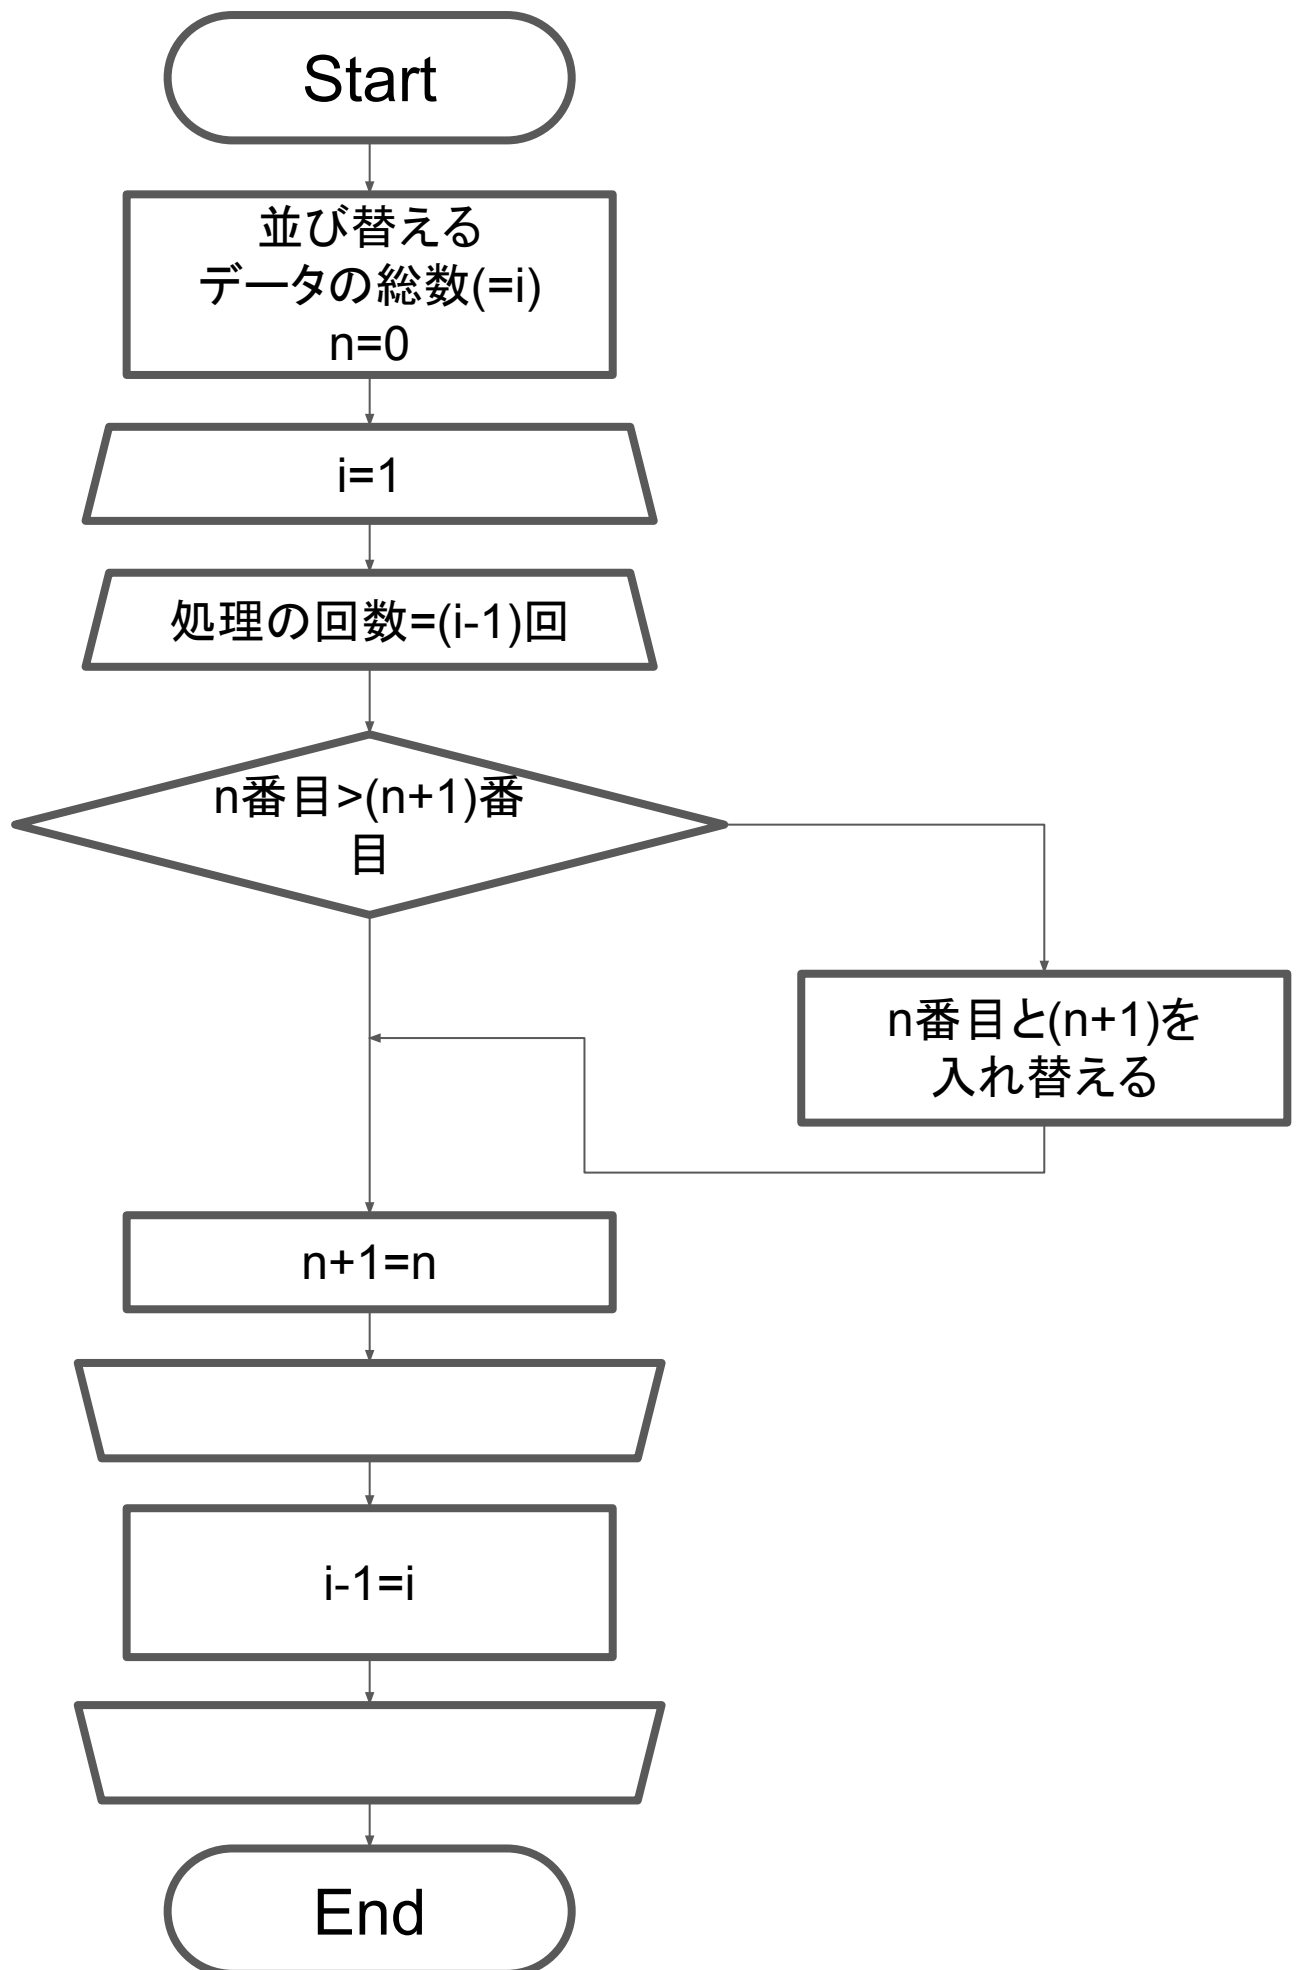 Start
並び替える
データの総数(=i)
n=0
i=1
処理の回数=(i-1)回
n番目>(n+1)番
目
n番目と(n+1)を
入れ替える
n+1=n
i-1=i
End